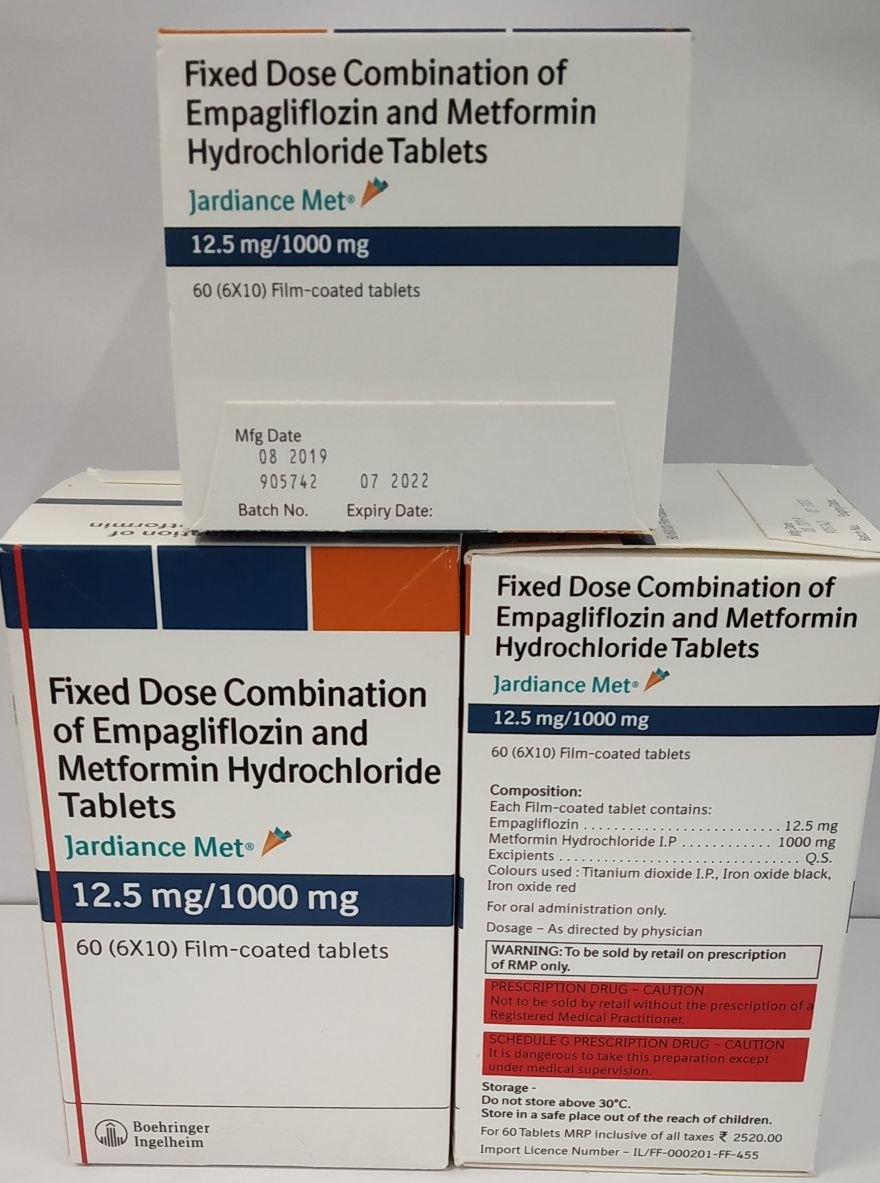 Fixed Dose Combination of
Empagliflozin and Metformin
Hydrochloride Tablets
Jardiance Met®
12.5 mg/1000 mg
60 (6X10) Film-coated tablets
Mfg Date
08 2019
905742 07 2022
Batch No. Expiry Date:
Fixed Dose Combination
of Empagliflozin and
Metformin Hydrochloride
Tablets
Jardiance Met®
12.5 mg/1000 mg
60 (6X10) Film-coated tablets
Boehringer
Ingelheim
Fixed Dose Combination of
Empagliflozin and Metformin
Hydrochloride Tablets
Jardiance Met®
12.5 mg/1000 mg
60 (6X10) Film-coated tablets
Composition:
Each Film-coated tablet contains:
Empagliflozin ......................... 12.5 mg
Metformin Hydrochloride I.P ............ 1000 mg
Excipients ............................... Q.S.
Colours used : Titanium dioxide I.P., Iron oxide black,
Iron oxide red
For oral administration only.
Dosage – As directed by physician
WARNING: To be sold by retail on prescription
of RMP only.
PRESCRIPTION DRUG – CAUTION
Not to be sold by retail without the prescription of a
Registered Medical Practitioner.
SCHEDULE G PRESCRIPTION DRUG – CAUTION
It is dangerous to take this preparation except
under medical supervision.
Storage -
Do not store above 30°C.
Store in a safe place out of the reach of children.
For 60 Tablets MRP inclusive of all taxes ₹ 2520.00
Import Licence Number – IL/FF-000201-FF-455